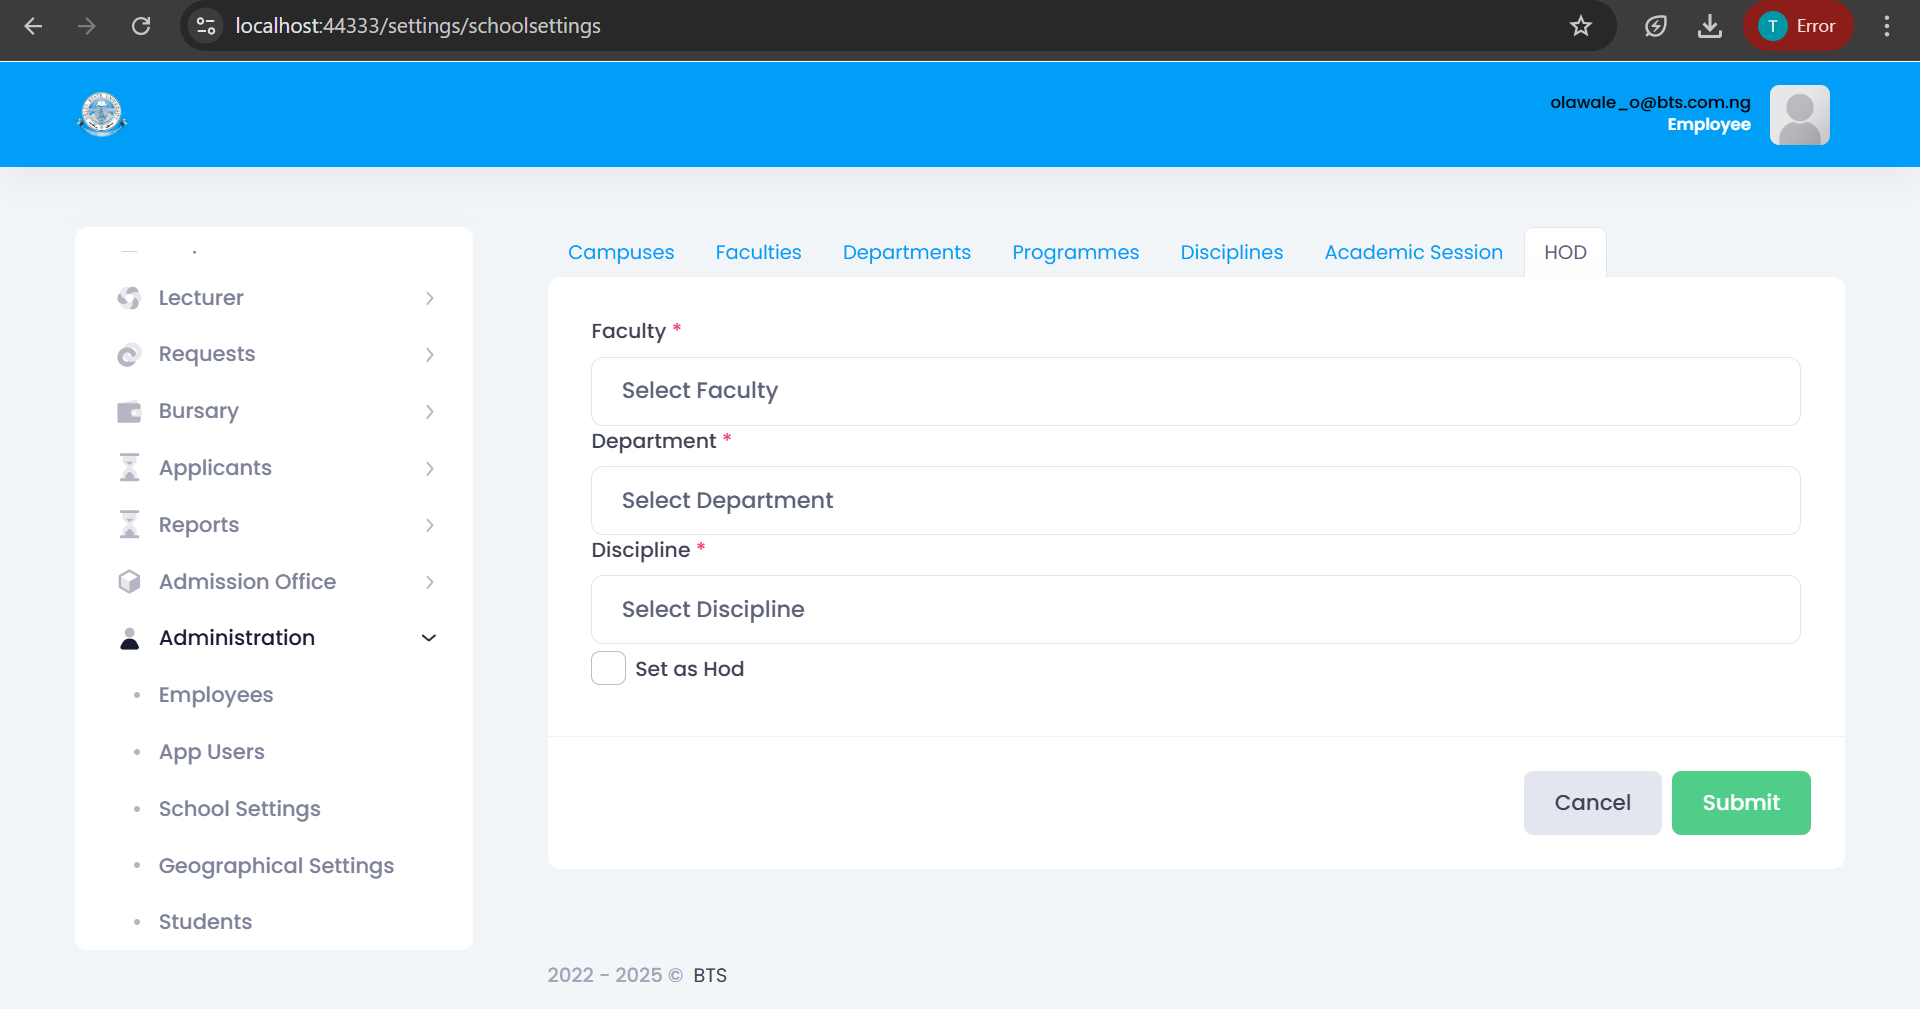 localhost:44333/settings/schoolsettings
T Error
olawale_o@bts.com.ng
Employee
Lecturer
Requests
Bursary
Applicants
Reports
Admission Office
Administration
Employees
App Users
School Settings
Geographical Settings
Students
Campuses Faculties Departments Programmes Disciplines Academic Session HOD
Faculty *
Select Faculty
Department *
Select Department
Discipline *
Select Discipline
Set as Hod
Cancel Submit
2022 - 2025 © BTS